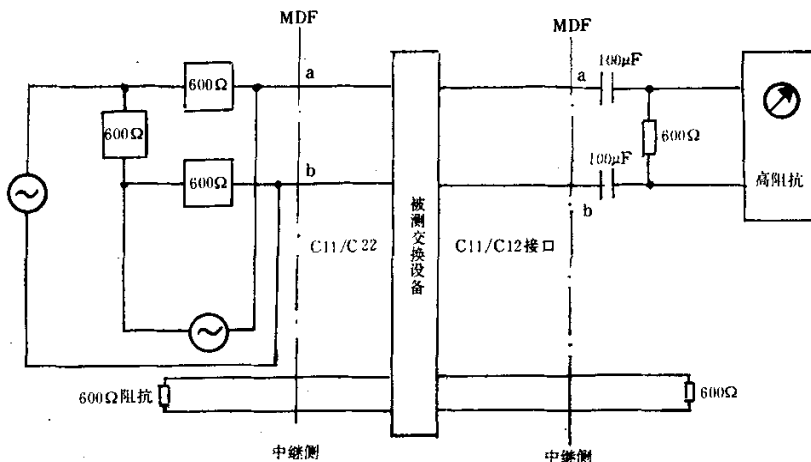 MDF
MDF
a
a
100μF
600Ω
600Ω
600Ω
600Ω
100μF
高阻抗
b
b
C11/C22
被测交换设备
C11/C12接口
600Ω阻抗
600Ω
中继侧
中继侧